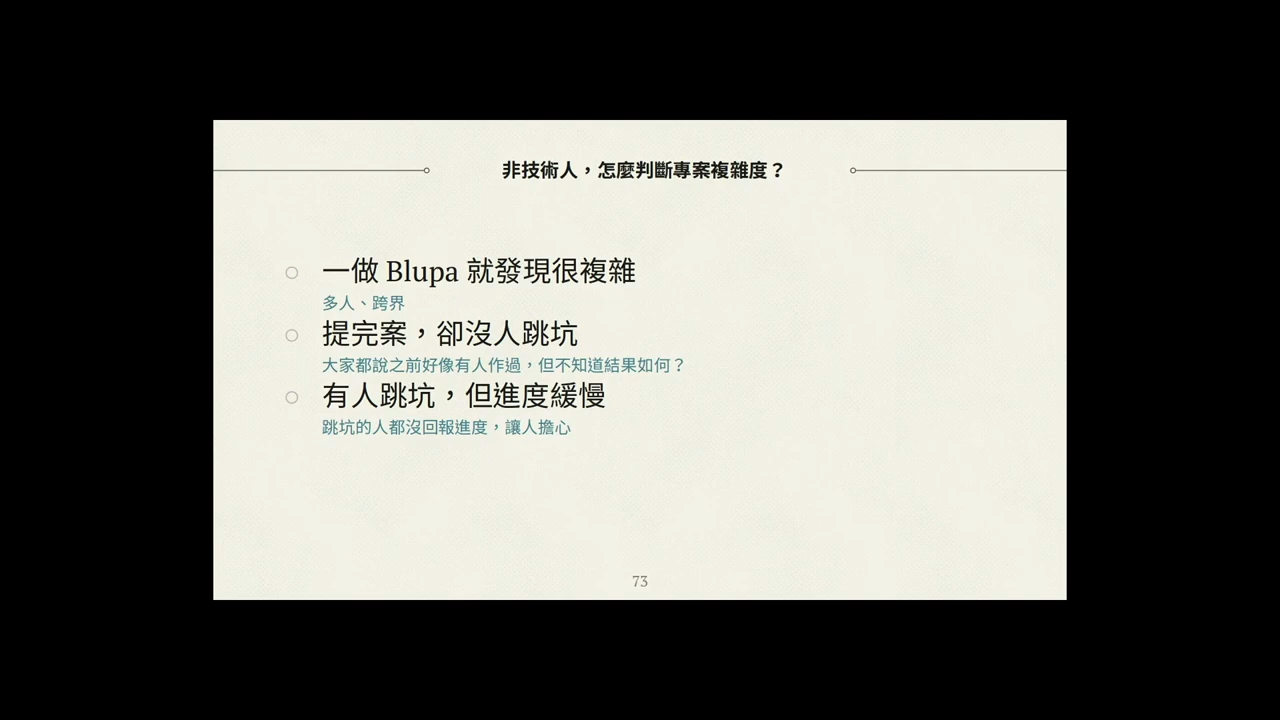 非技術人，怎麼判斷專案複雜度？
一做 Blupa 就發現很複雜
多人、跨界
提完案，卻沒人跳坑
大家都說之前好像有人作過，但不知道結果如何？
有人跳坑，但進度緩慢
跳坑的人都沒回報進度，讓人擔心
73